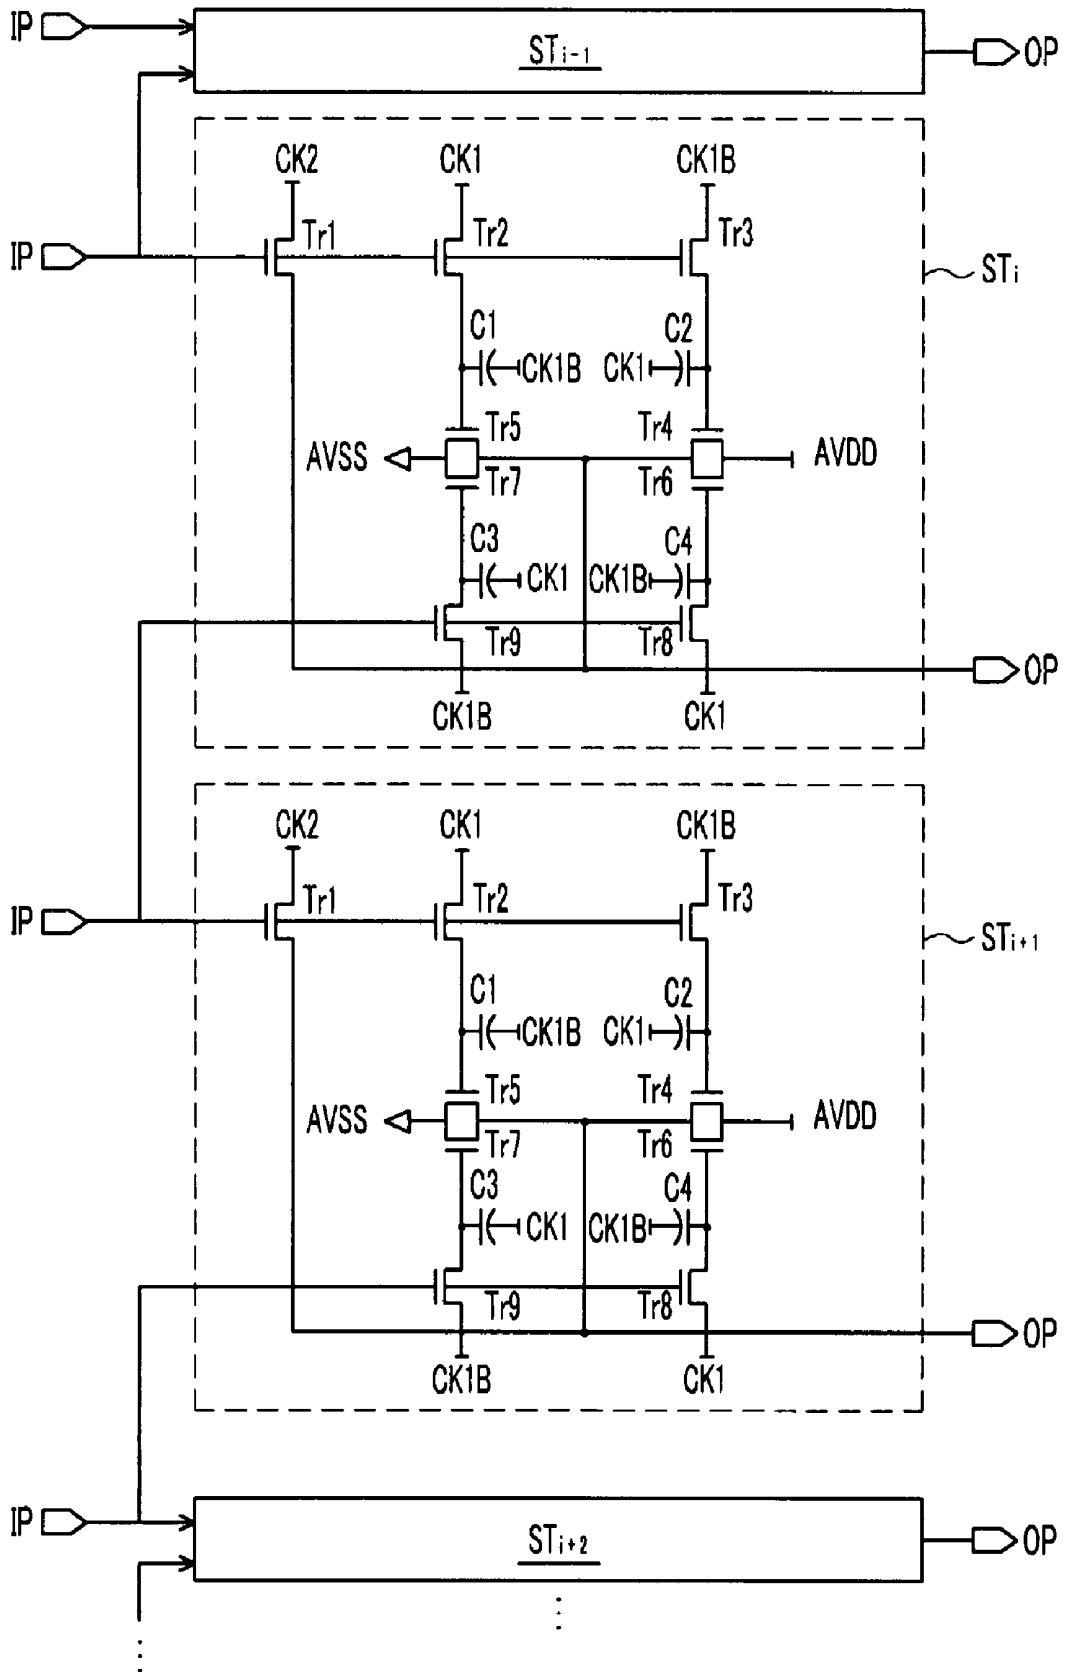 IP
STi-1
OP
CK2 CK1 CK1B
IP
Tr1 Tr2 Tr3
STi
C1 C2
CK1B CK1
Tr5 Tr4
AVSS AVDD
Tr7 Tr6
C3 C4
CK1 CK1B
Tr9 Tr8
OP
CK1B CK1
CK2 CK1 CK1B
Tr1 Tr2 Tr3
IP
STi+1
C1 C2
CK1B CK1
Tr5 Tr4
AVSS AVDD
Tr7 Tr6
C3 C4
CK1 CK1B
Tr9 Tr8
OP
CK1B CK1
IP
STi+2
OP